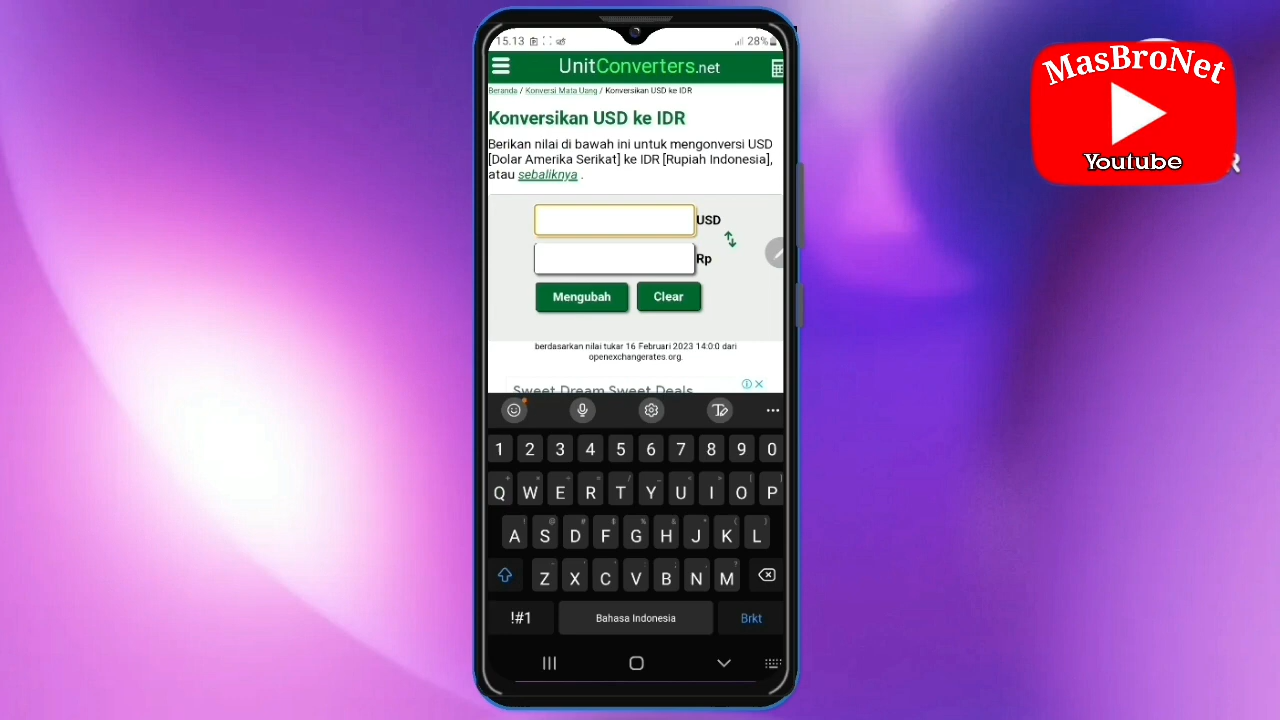 15.13
28%
UnitConverters.net
Beranda / Konversi Mata Uang / Konversikan USD ke IDR
Konversikan USD ke IDR
Berikan nilai di bawah ini untuk mengonversi USD
[Dolar Amerika Serikat] ke IDR [Rupiah Indonesia],
atau sebaliknya .
USD
Rp
Mengubah Clear
berdasarkan nilai tukar 16 Februari 2023 14.0:0 dari
openexchangerates.org.
Sweet Dream Sweet Deals
1 2 3 4 5 6 7 8 9 0
Q W E R T Y U I O P
A S D F G H J K L
Z X C V B N M
!#1 Bahasa Indonesia Brkt
MasBroNet
Youtube
R